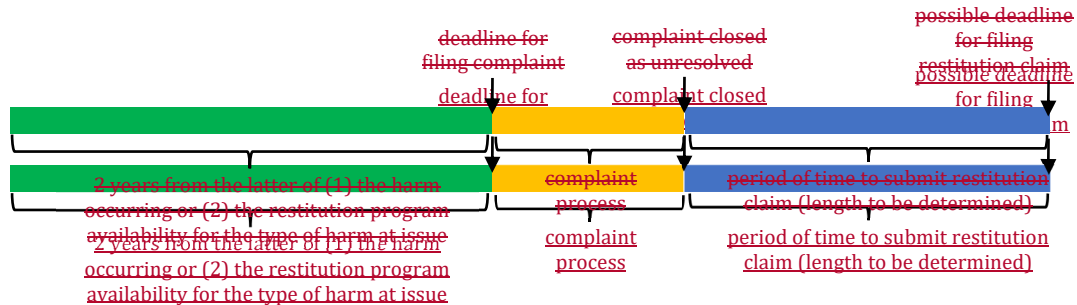 deadline for
filing complaint
deadline for
complaint closed
as unresolved
complaint closed
possible deadline
for filing
restitution claim
possible deadline
for filing
m
2 years from the latter of (1) the harm
occurring or (2) the restitution program
availability for the type of harm at issue
2 years from the latter of (1) the harm
occurring or (2) the restitution program
availability for the type of harm at issue
complaint
process
complaint
process
period of time to submit restitution
claim (length to be determined)
period of time to submit restitution
claim (length to be determined)